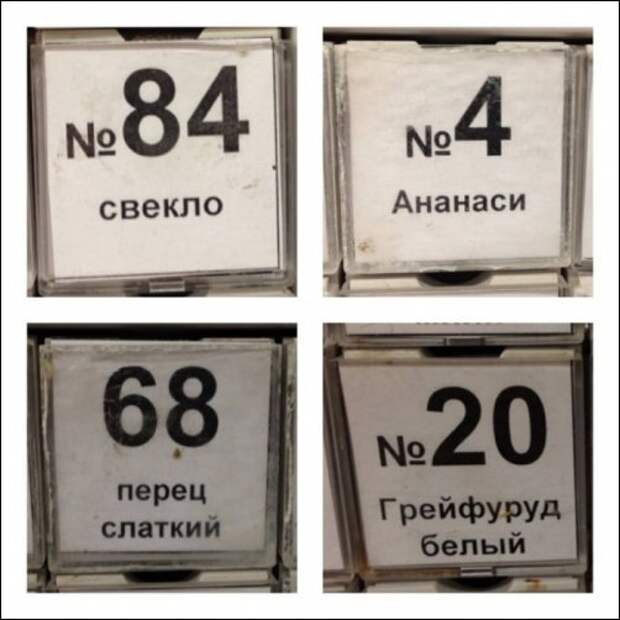 №84
свекло
№4
Ананаси
68
перец
слаткий
№20
Грейфуруд
белый